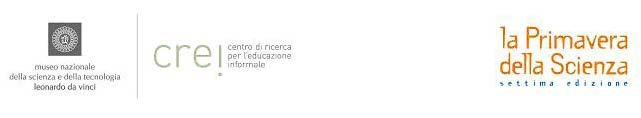 museo nazionale
della scienza e della tecnologia
leonardo da vinci
crei
centro di ricerca
per l'educazione
informale
la Primavera
della Scienza
settima edizione